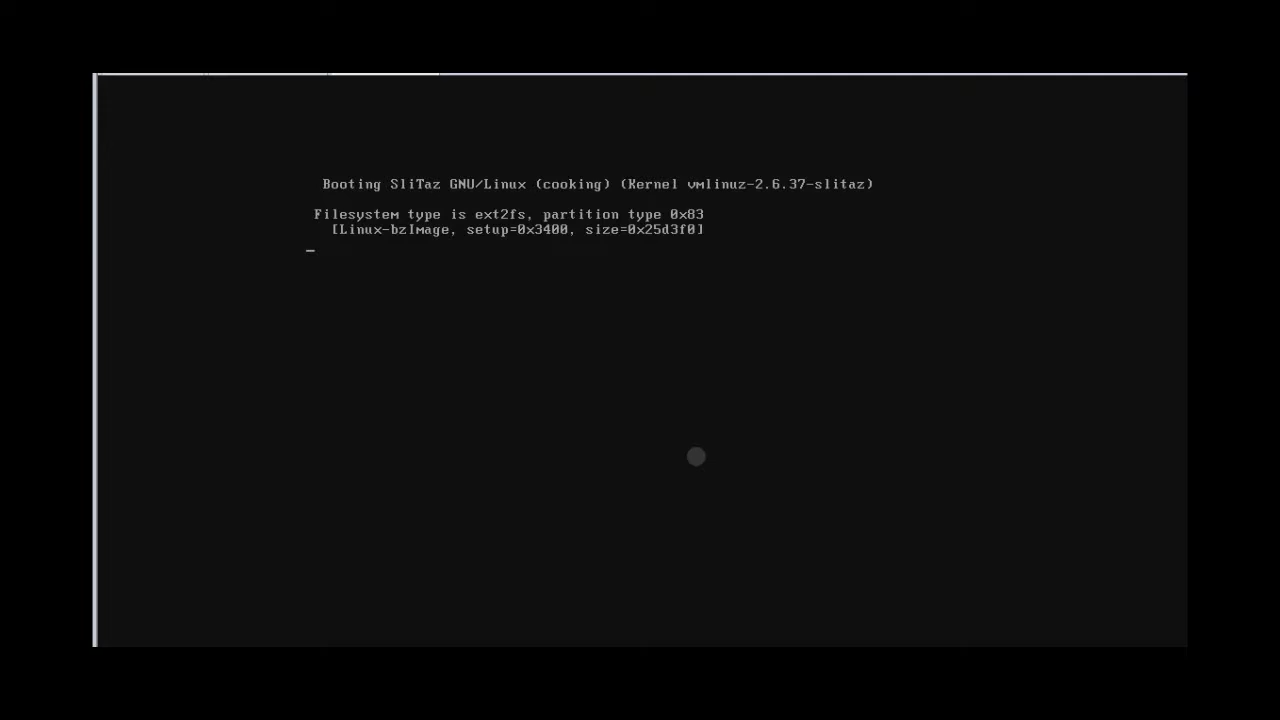 Booting SliTaz GNU/Linux (cooking) (Kernel vmlinuz-2.6.37-slitaz)
Filesystem type is ext2fs, partition type 0x83
[Linux-bzImage, setup=0x3400, size=0x25d3f0]